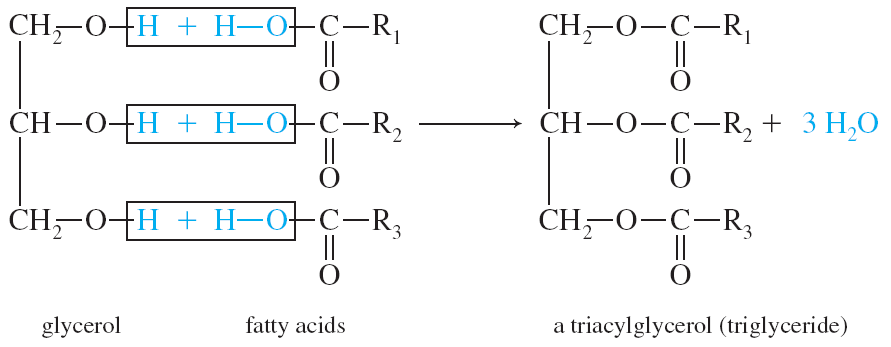 CH₂—O—H + H—O—C—R₁ CH₂—O—C—R₁
O O
CH—O—H + H—O—C—R₂ ⟶ CH—O—C—R₂ + 3 H₂O
O O
CH₂—O—H + H—O—C—R₃ CH₂—O—C—R₃
O O
glycerol fatty acids a triacylglycerol (triglyceride)